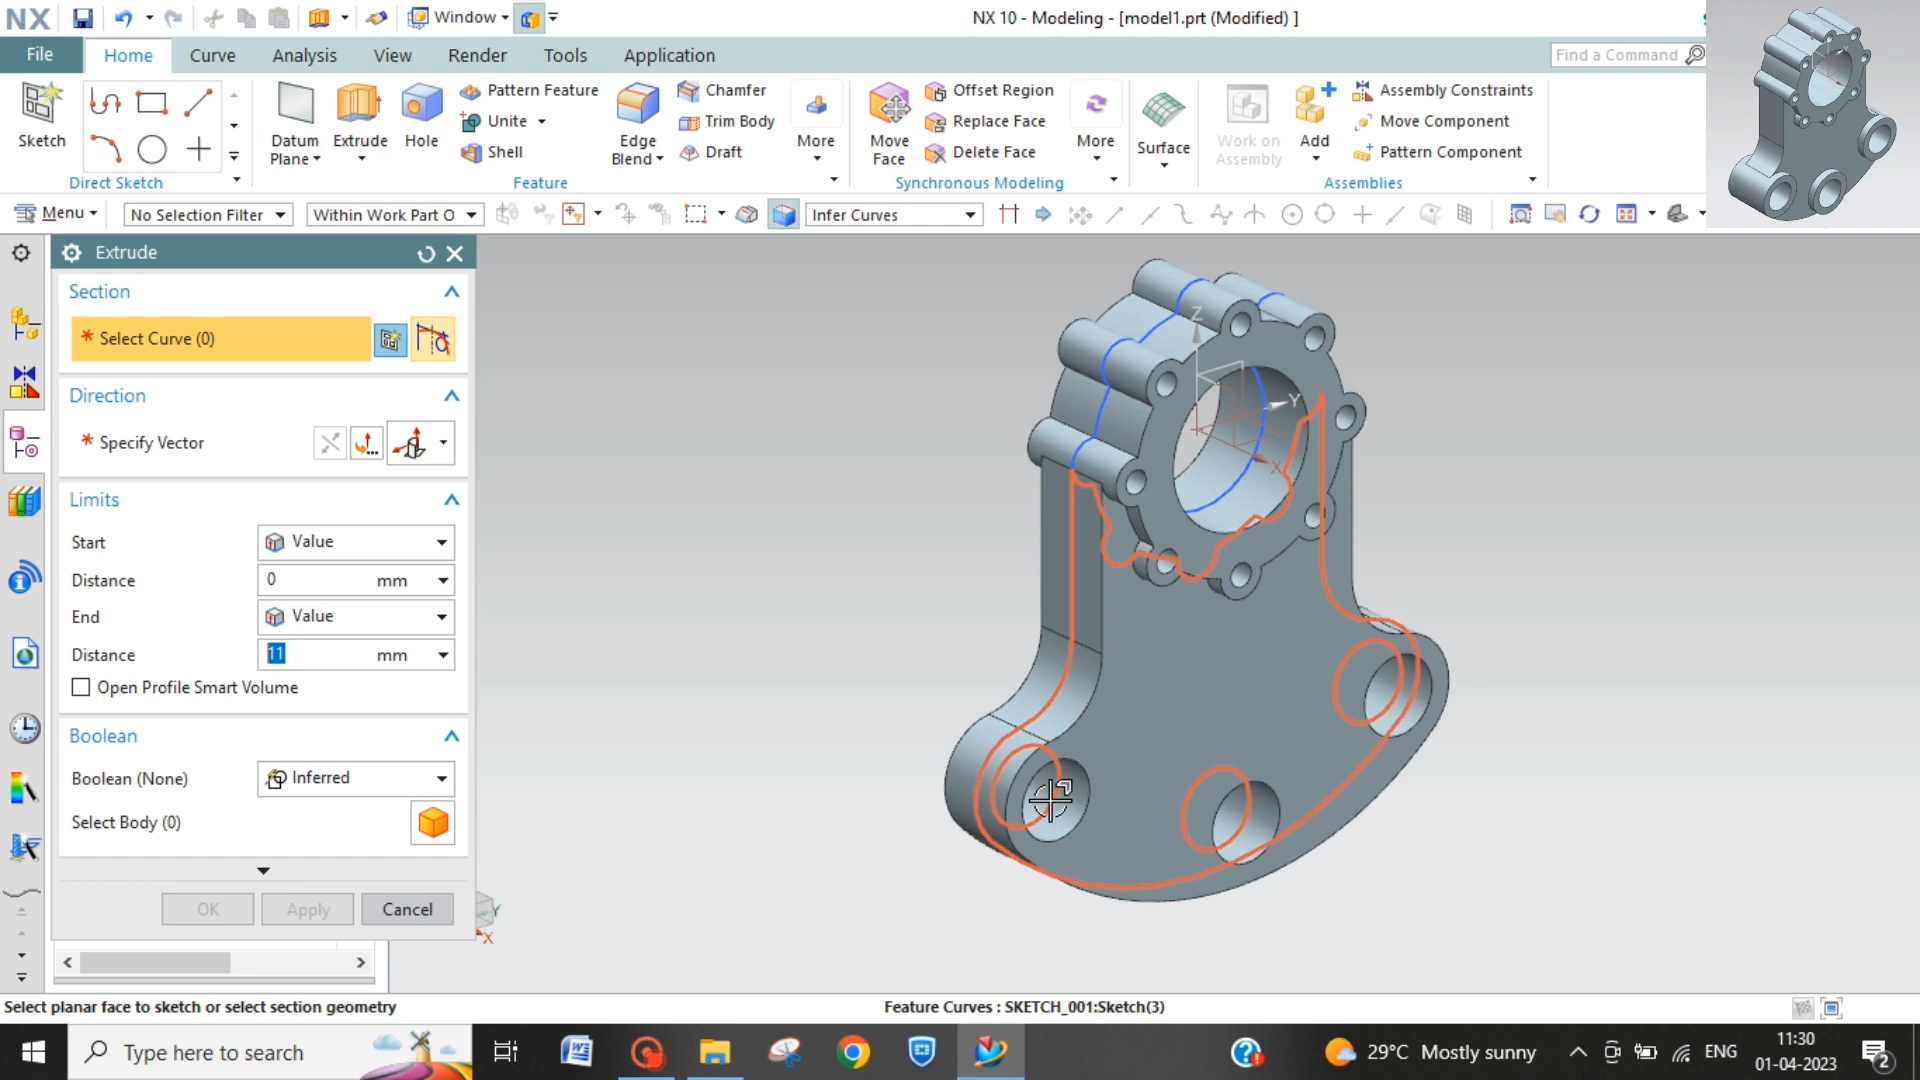 NX
Window
NX 10 - Modeling - [model1.prt (Modified) ]
File
Home
Curve
Analysis
View
Render
Tools
Application
Find a Command
Sketch
Direct Sketch
Datum Plane
Extrude
Hole
Pattern Feature
Unite
Shell
Edge Blend
Chamfer
Trim Body
Draft
More
Feature
Move Face
Offset Region
Replace Face
Delete Face
More
Synchronous Modeling
Surface
Work on Assembly
Add
Assembly Constraints
Move Component
Pattern Component
Assemblies
Menu
No Selection Filter
Within Work Part O
Infer Curves
Extrude
Section
* Select Curve (0)
Direction
* Specify Vector
Limits
Start
Value
Distance
0 mm
End
Value
Distance
11 mm
Open Profile Smart Volume
Boolean
Boolean (None)
Inferred
Select Body (0)
OK
Apply
Cancel
Z
Y
X
Y
X
Select planar face to sketch or select section geometry
Feature Curves : SKETCH_001:Sketch(3)
Type here to search
29°C Mostly sunny
ENG
11:30
01-04-2023
2